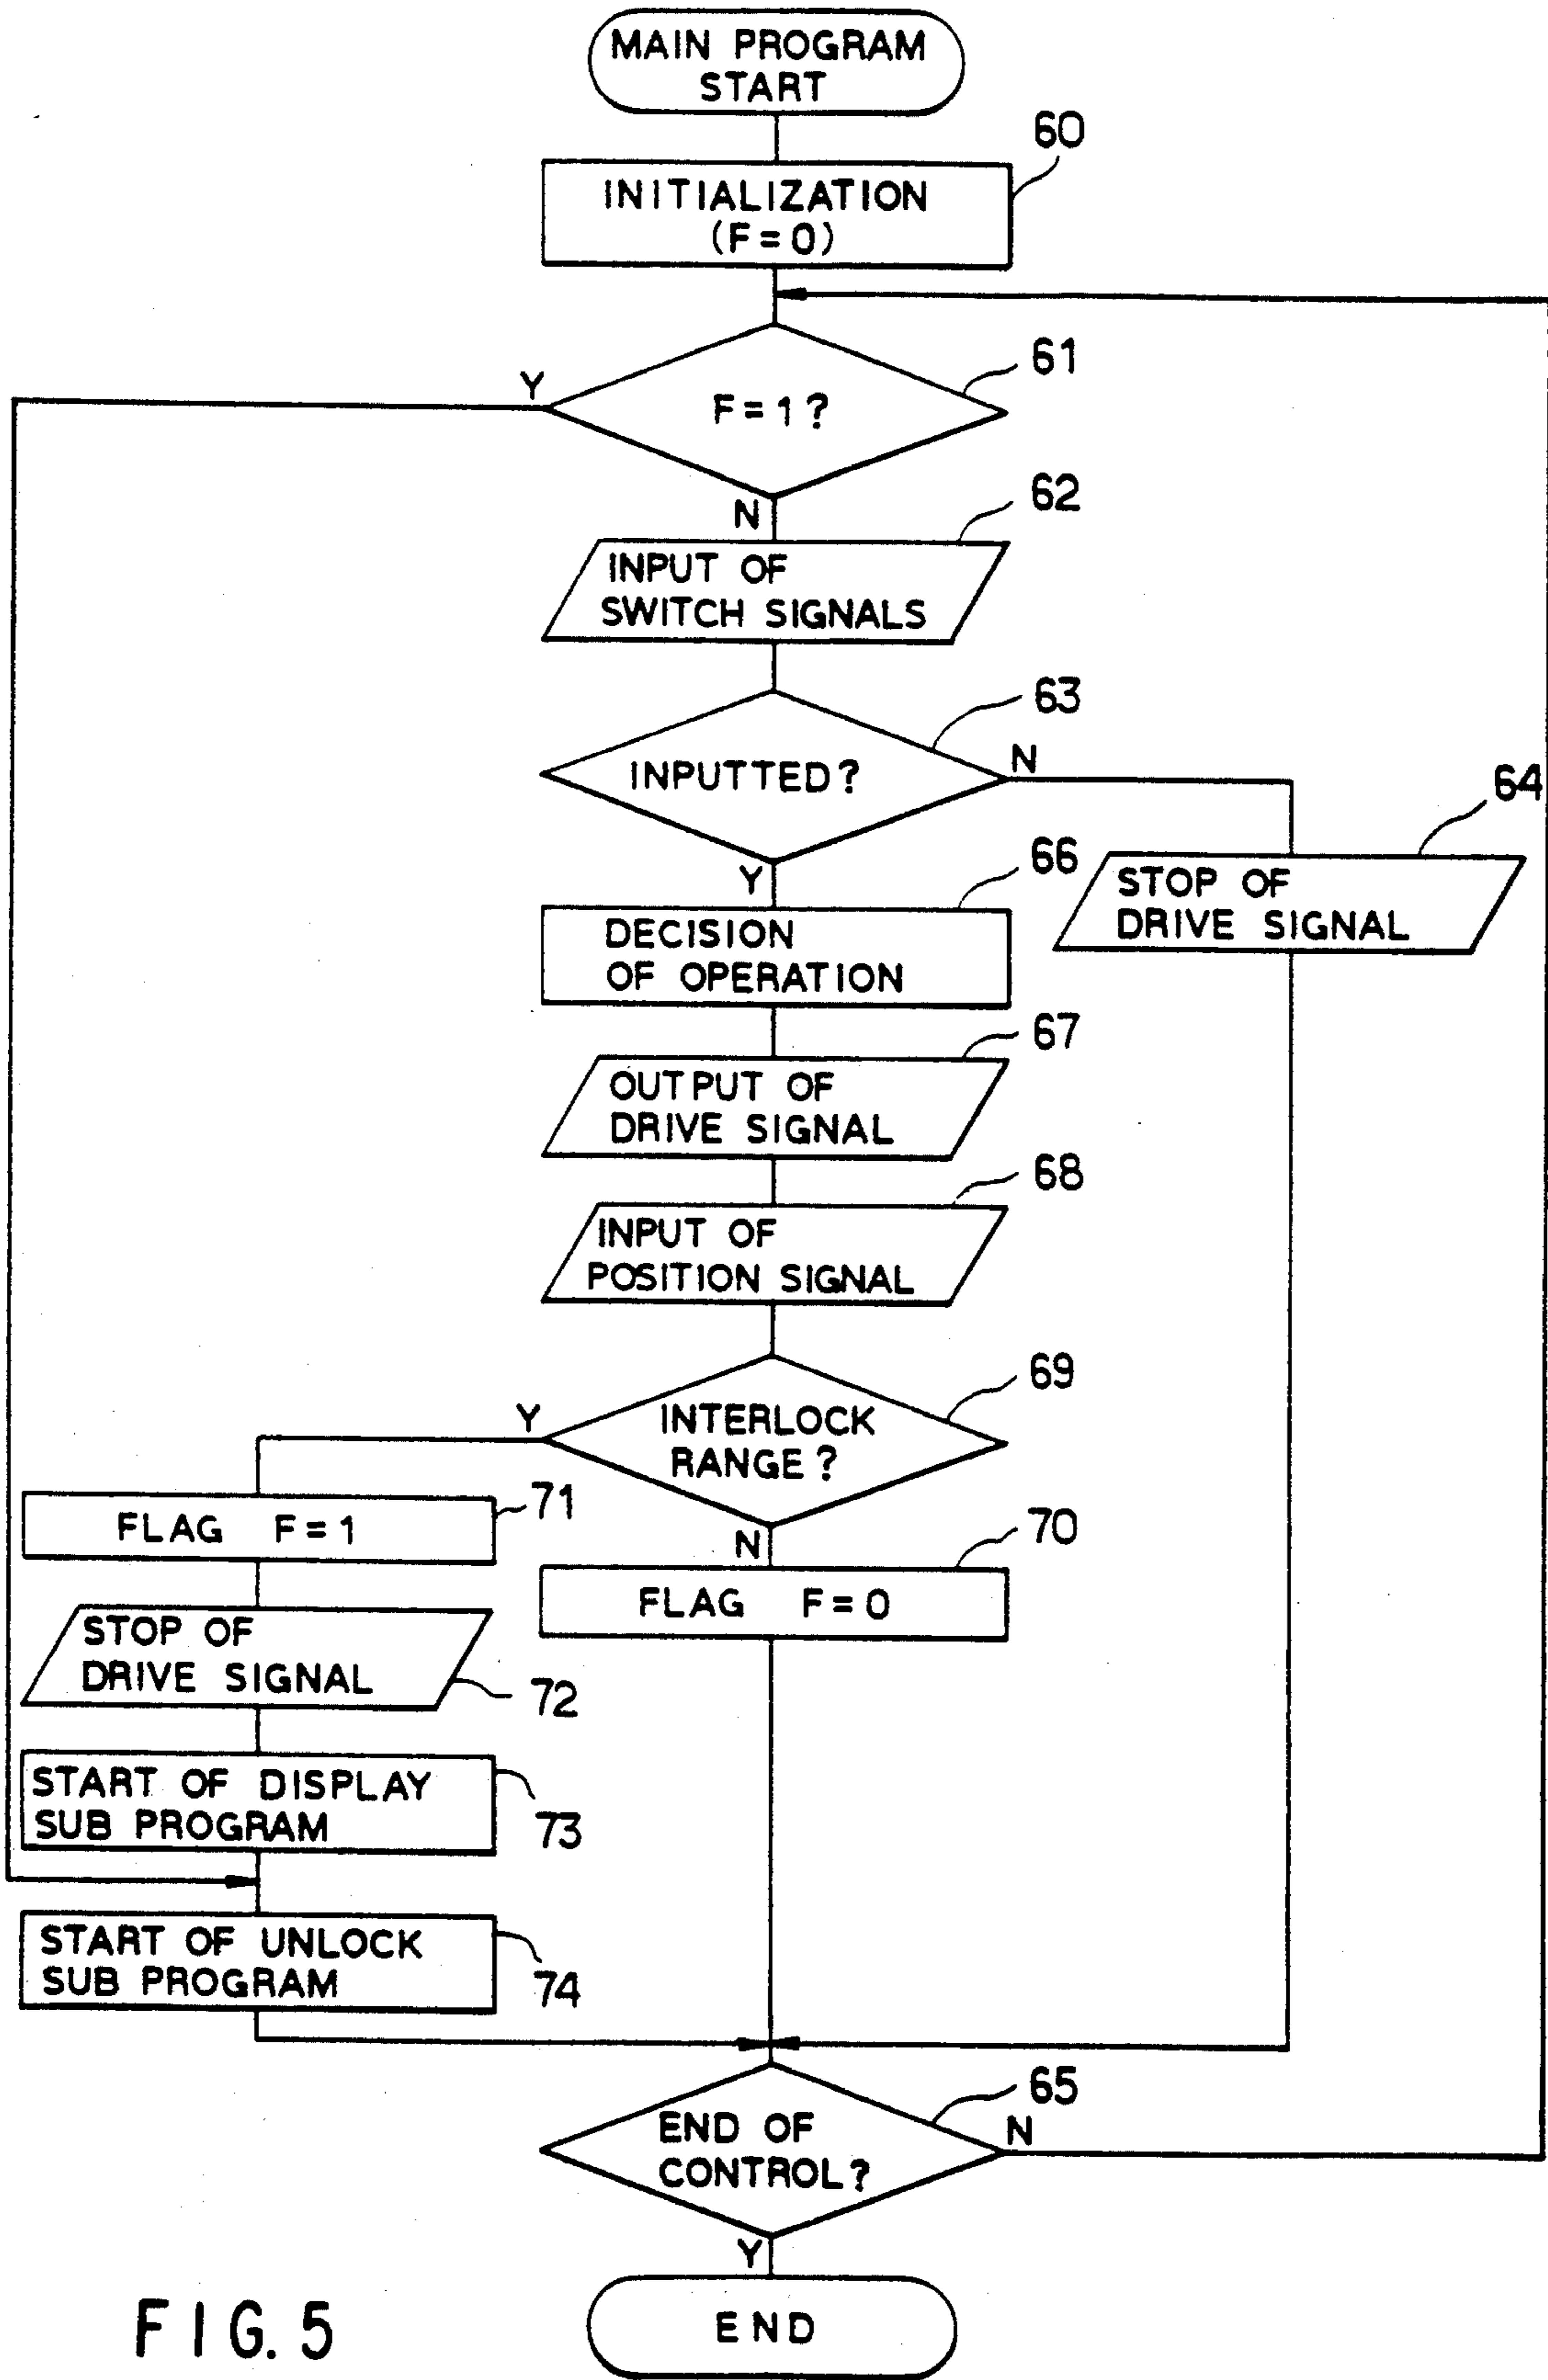 MAIN PROGRAM
START
60
INITIALIZATION
(F=0)
61
Y
F=1?
N
62
INPUT OF
SWITCH SIGNALS
63
INPUTTED?
N
64
Y
STOP OF
DRIVE SIGNAL
66
DECISION
OF OPERATION
67
OUTPUT OF
DRIVE SIGNAL
68
INPUT OF
POSITION SIGNAL
69
Y
INTERLOCK
RANGE?
N
71
FLAG F=1
70
FLAG F=0
STOP OF
DRIVE SIGNAL
72
START OF DISPLAY
SUB PROGRAM
73
START OF UNLOCK
SUB PROGRAM
74
65
END OF
CONTROL?
N
Y
END
FIG. 5